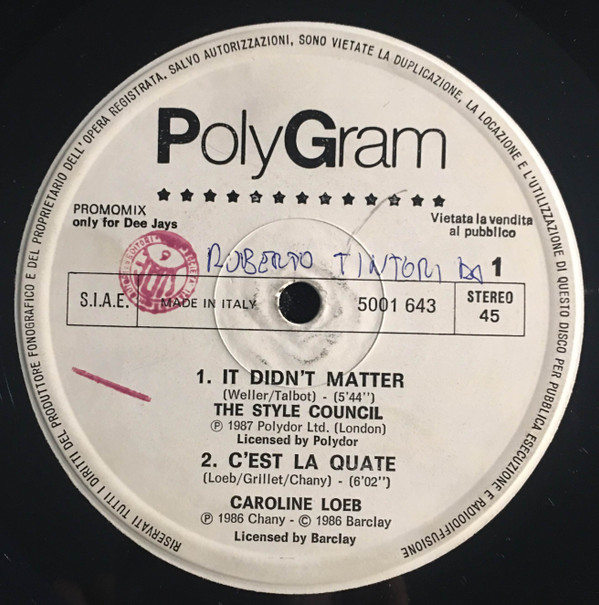 RISERVATI TUTTI I DIRITTI DEL PRODUTTORE FONOGRAFICO E DEL PROPRIETARIO DELL'OPERA REGISTRATA. SALVO AUTORIZZAZIONI, SONO VIETATE LA DUPLICAZIONE, LA LOCAZIONE E L'UTILIZZAZIONE DI QUESTO DISCO PER PUBBLICA ESECUZIONE E RADIODIFFUSIONE
PolyGram
PROMOMIX
only for Dee Jays
Vietata la vendita
al pubblico
ROBERTO TINTORI
1
S.I.A.E.
MADE IN ITALY
5001 643
STEREO
45
1. IT DIDN'T MATTER
(Weller/Talbot) - (5'44")
THE STYLE COUNCIL
Ⓟ 1987 Polydor Ltd. (London)
Licensed by Polydor
2. C'EST LA QUATE
(Loeb/Grillet/Chany) - (6'02")
CAROLINE LOEB
Ⓟ 1986 Chany - © 1986 Barclay
Licensed by Barclay